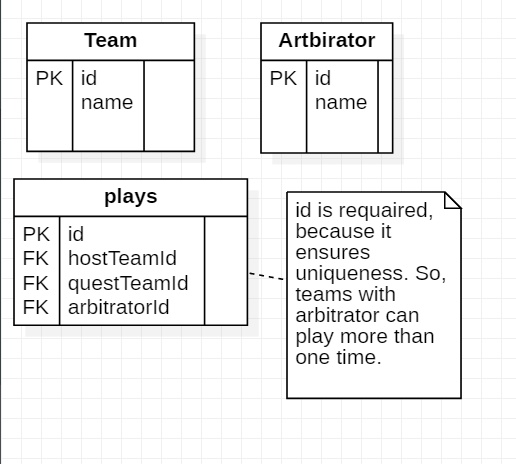 Team
PK id
name
Artbirator
PK id
name
plays
PK id
FK hostTeamId
FK questTeamId
FK arbitratorId
id is requaired,
because it
ensures
uniqueness. So,
teams with
arbitrator can
play more than
one time.